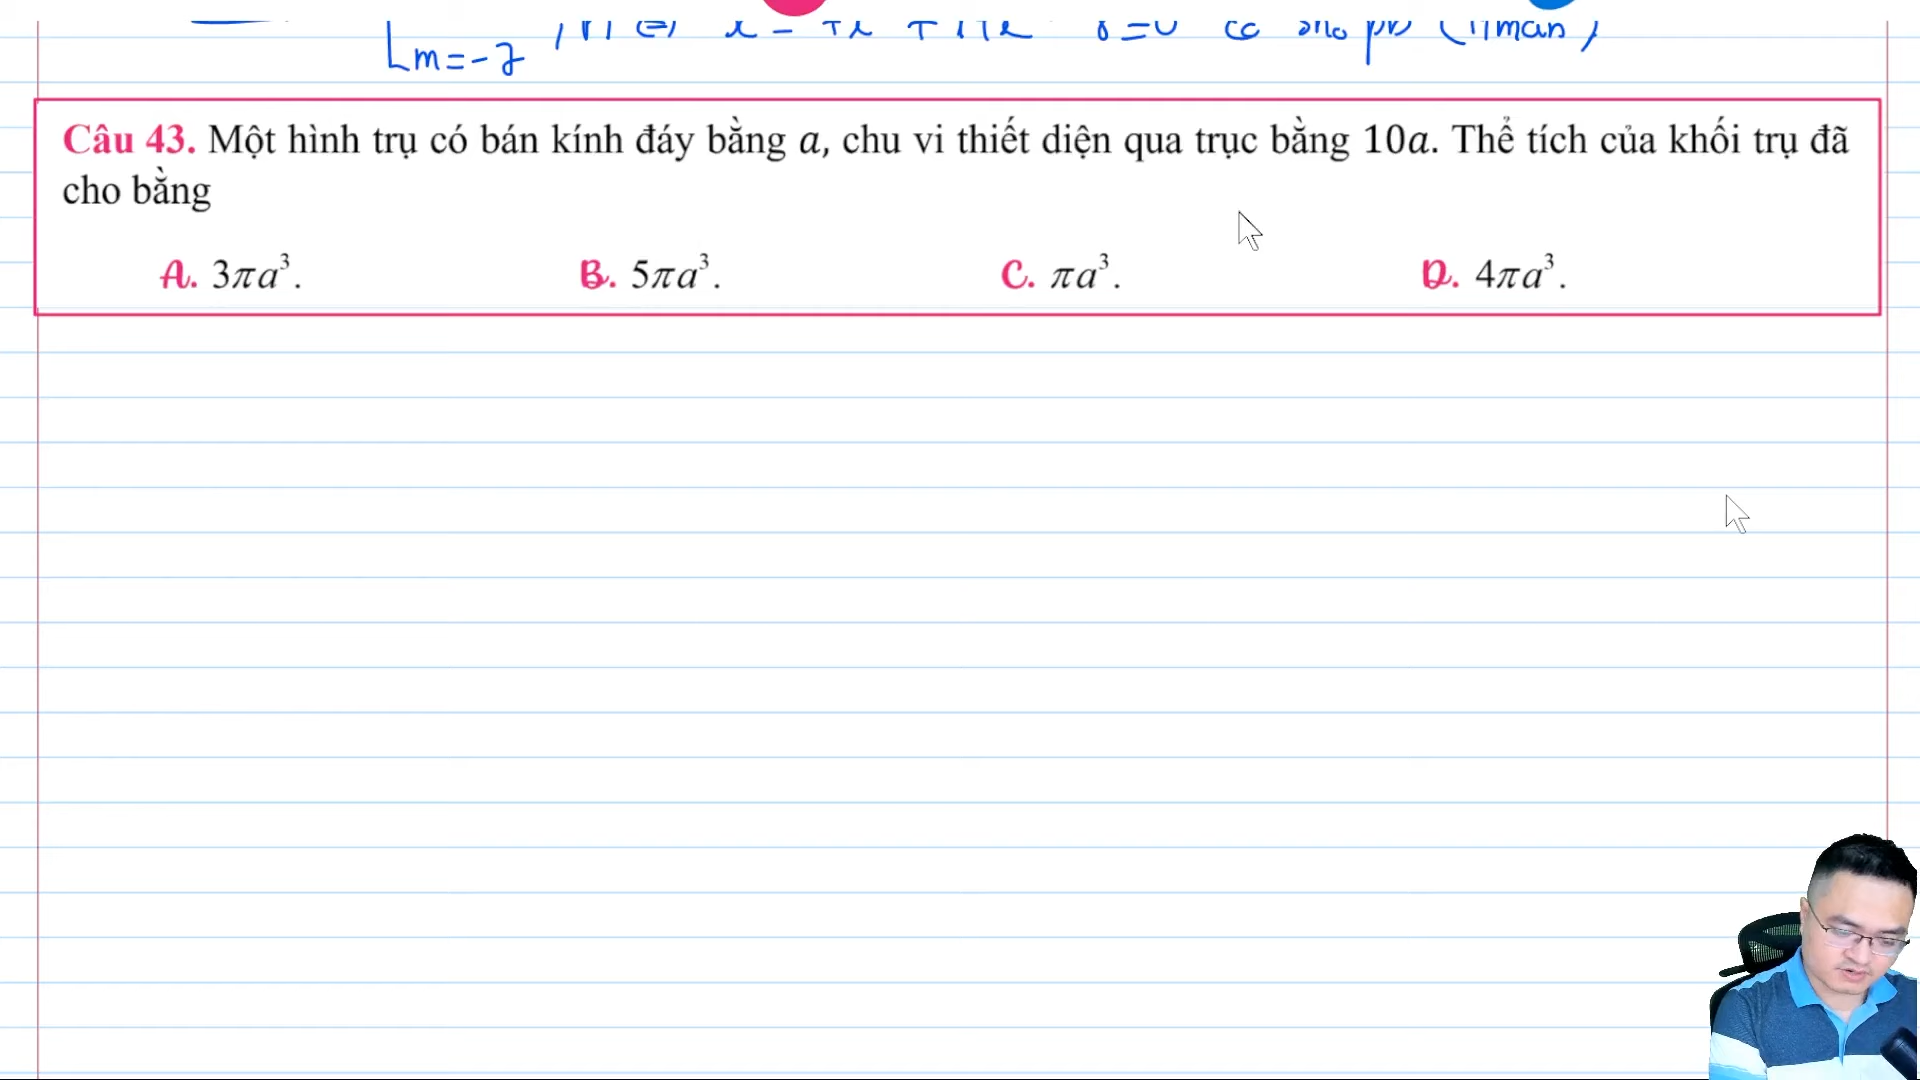 m=-7
Câu 43. Một hình trụ có bán kính đáy bằng a, chu vi thiết diện qua trục bằng 10a. Thể tích của khối trụ đã
cho bằng
A. 3πa³. B. 5πa³. C. πa³. D. 4πa³.